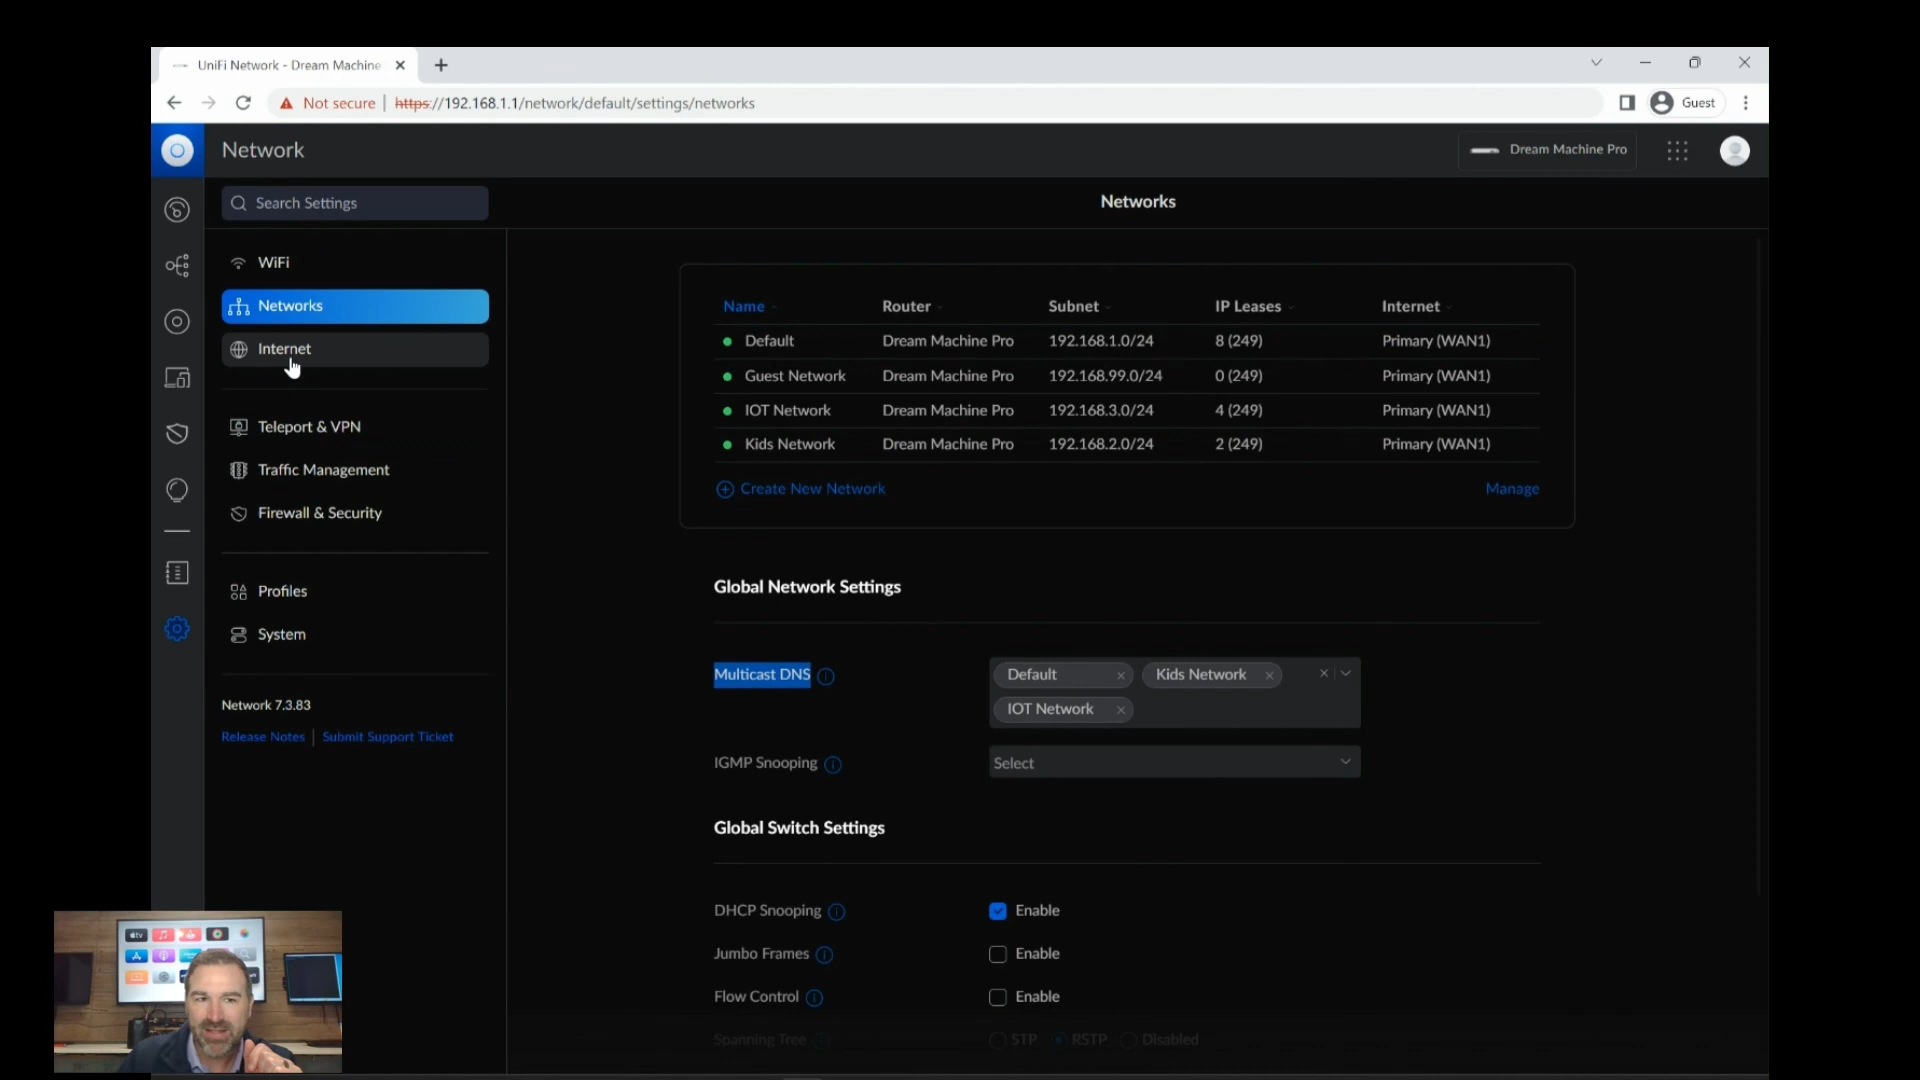 UniFi Network - Dream Machine
Not secure | https://192.168.1.1/network/default/settings/networks
Guest
Network
Dream Machine Pro
Search Settings
Networks
WiFi
Networks
Internet
Teleport & VPN
Traffic Management
Firewall & Security
Profiles
System
Network 7.3.83
Release Notes | Submit Support Ticket
Name Router Subnet IP Leases Internet
Default Dream Machine Pro 192.168.1.0/24 8 (249) Primary (WAN1)
Guest Network Dream Machine Pro 192.168.99.0/24 0 (249) Primary (WAN1)
IOT Network Dream Machine Pro 192.168.3.0/24 4 (249) Primary (WAN1)
Kids Network Dream Machine Pro 192.168.2.0/24 2 (249) Primary (WAN1)
Create New Network Manage
Global Network Settings
Multicast DNS Default Kids Network
IOT Network
IGMP Snooping Select
Global Switch Settings
DHCP Snooping Enable
Jumbo Frames Enable
Flow Control Enable
Spanning Tree STP RSTP Disabled
tv